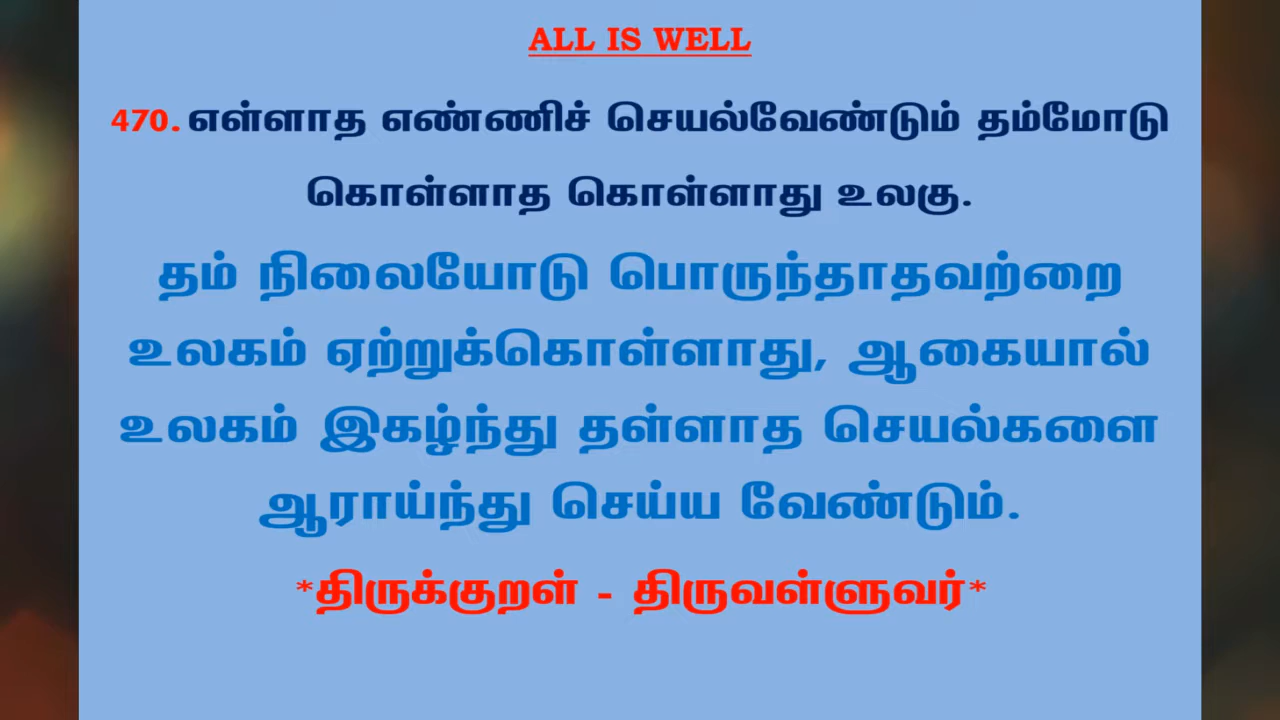 ALL IS WELL
470. எள்ளாத எண்ணிச் செயல்வேண்டும் தம்மோடு
கொள்ளாத கொள்ளாது உலகு.
தம் நிலையோடு பொருந்தாதவற்றை
உலகம் ஏற்றுக்கொள்ளாது, ஆகையால்
உலகம் இகழ்ந்து தள்ளாத செயல்களை
ஆராய்ந்து செய்ய வேண்டும்.
*திருக்குறள் - திருவள்ளுவர்*